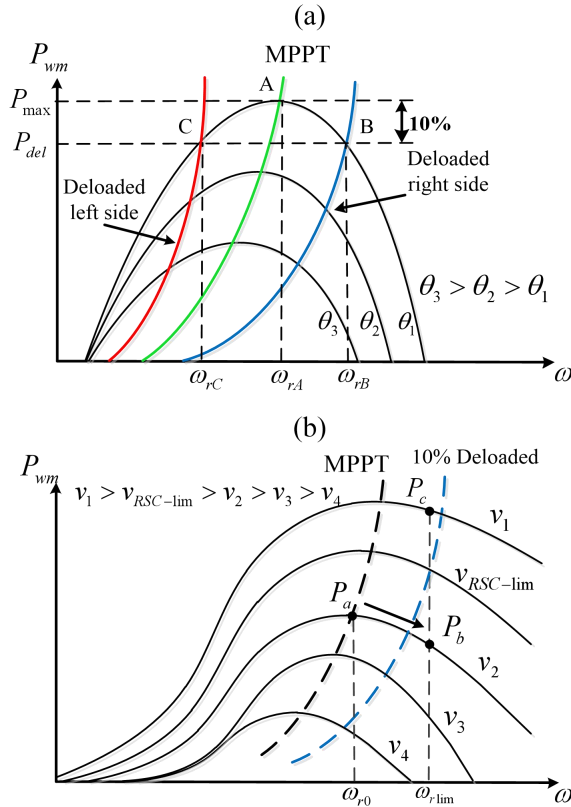 (a)
P_wm
MPPT
P_max
A
10%
C
B
P_del
Deloaded
left side
Deloaded
right side
θ_3 > θ_2 > θ_1
θ_3
θ_2
θ_1
ω_rC
ω_rA
ω_rB
ω
(b)
P_wm
MPPT
10% Deloaded
v_1 > v_RSC-lim > v_2 > v_3 > v_4
P_c
v_1
v_RSC-lim
P_a
P_b
v_2
v_3
v_4
ω_r0
ω_r lim
ω